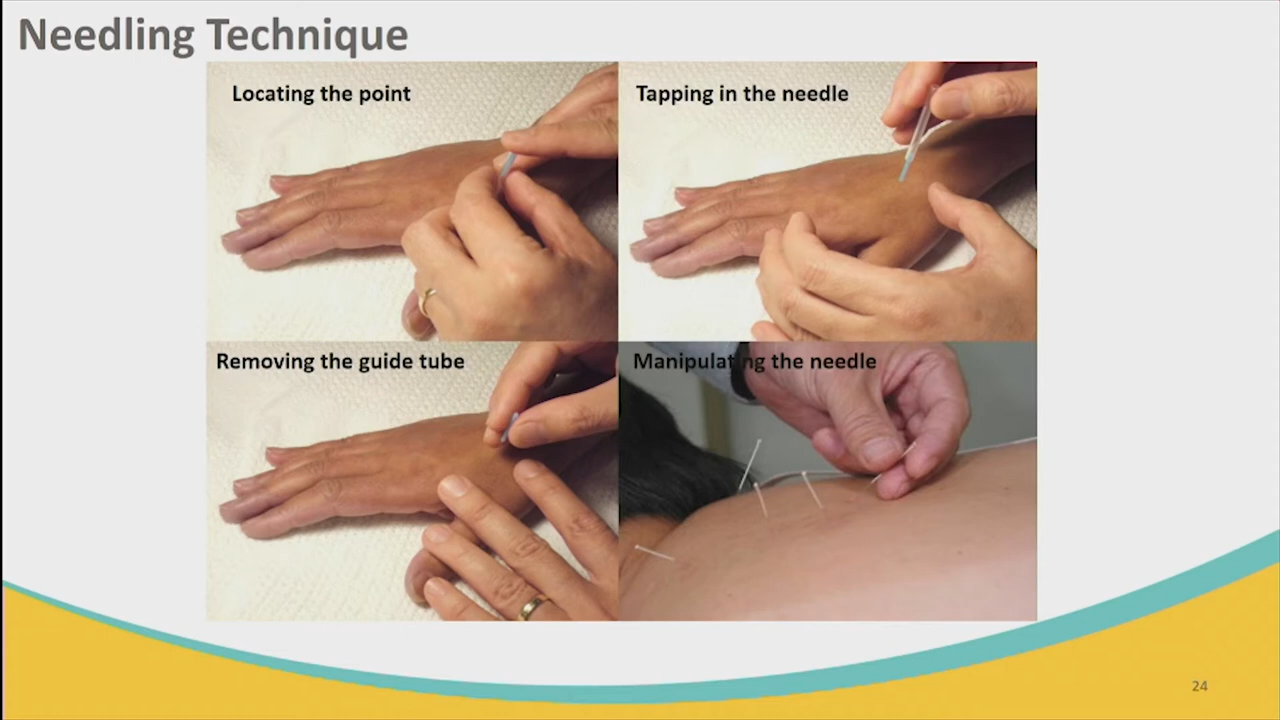 Needling Technique
Locating the point
Tapping in the needle
Removing the guide tube
Manipulating the needle
24